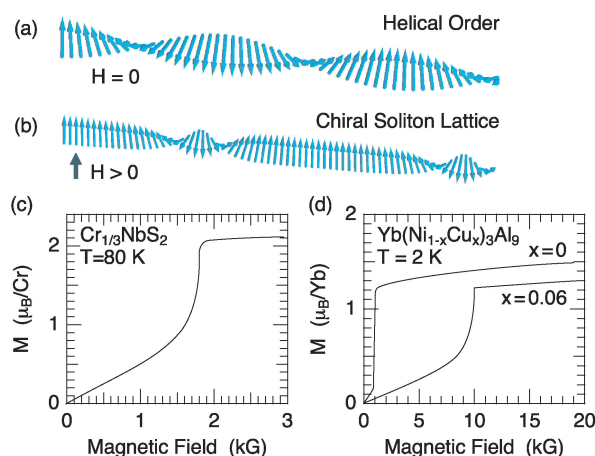 (a) Helical Order
H = 0
(b) Chiral Soliton Lattice
H > 0
(c) (d)
Cr1/3NbS2
T=80 K
M (μB/Cr)
2
1
0
0 1 2 3
Magnetic Field (kG)
Yb(Ni1-xCux)3Al9
T = 2 K
x=0
x=0.06
M (μB/Yb)
2
1
0
0 10 20
Magnetic Field (kG)